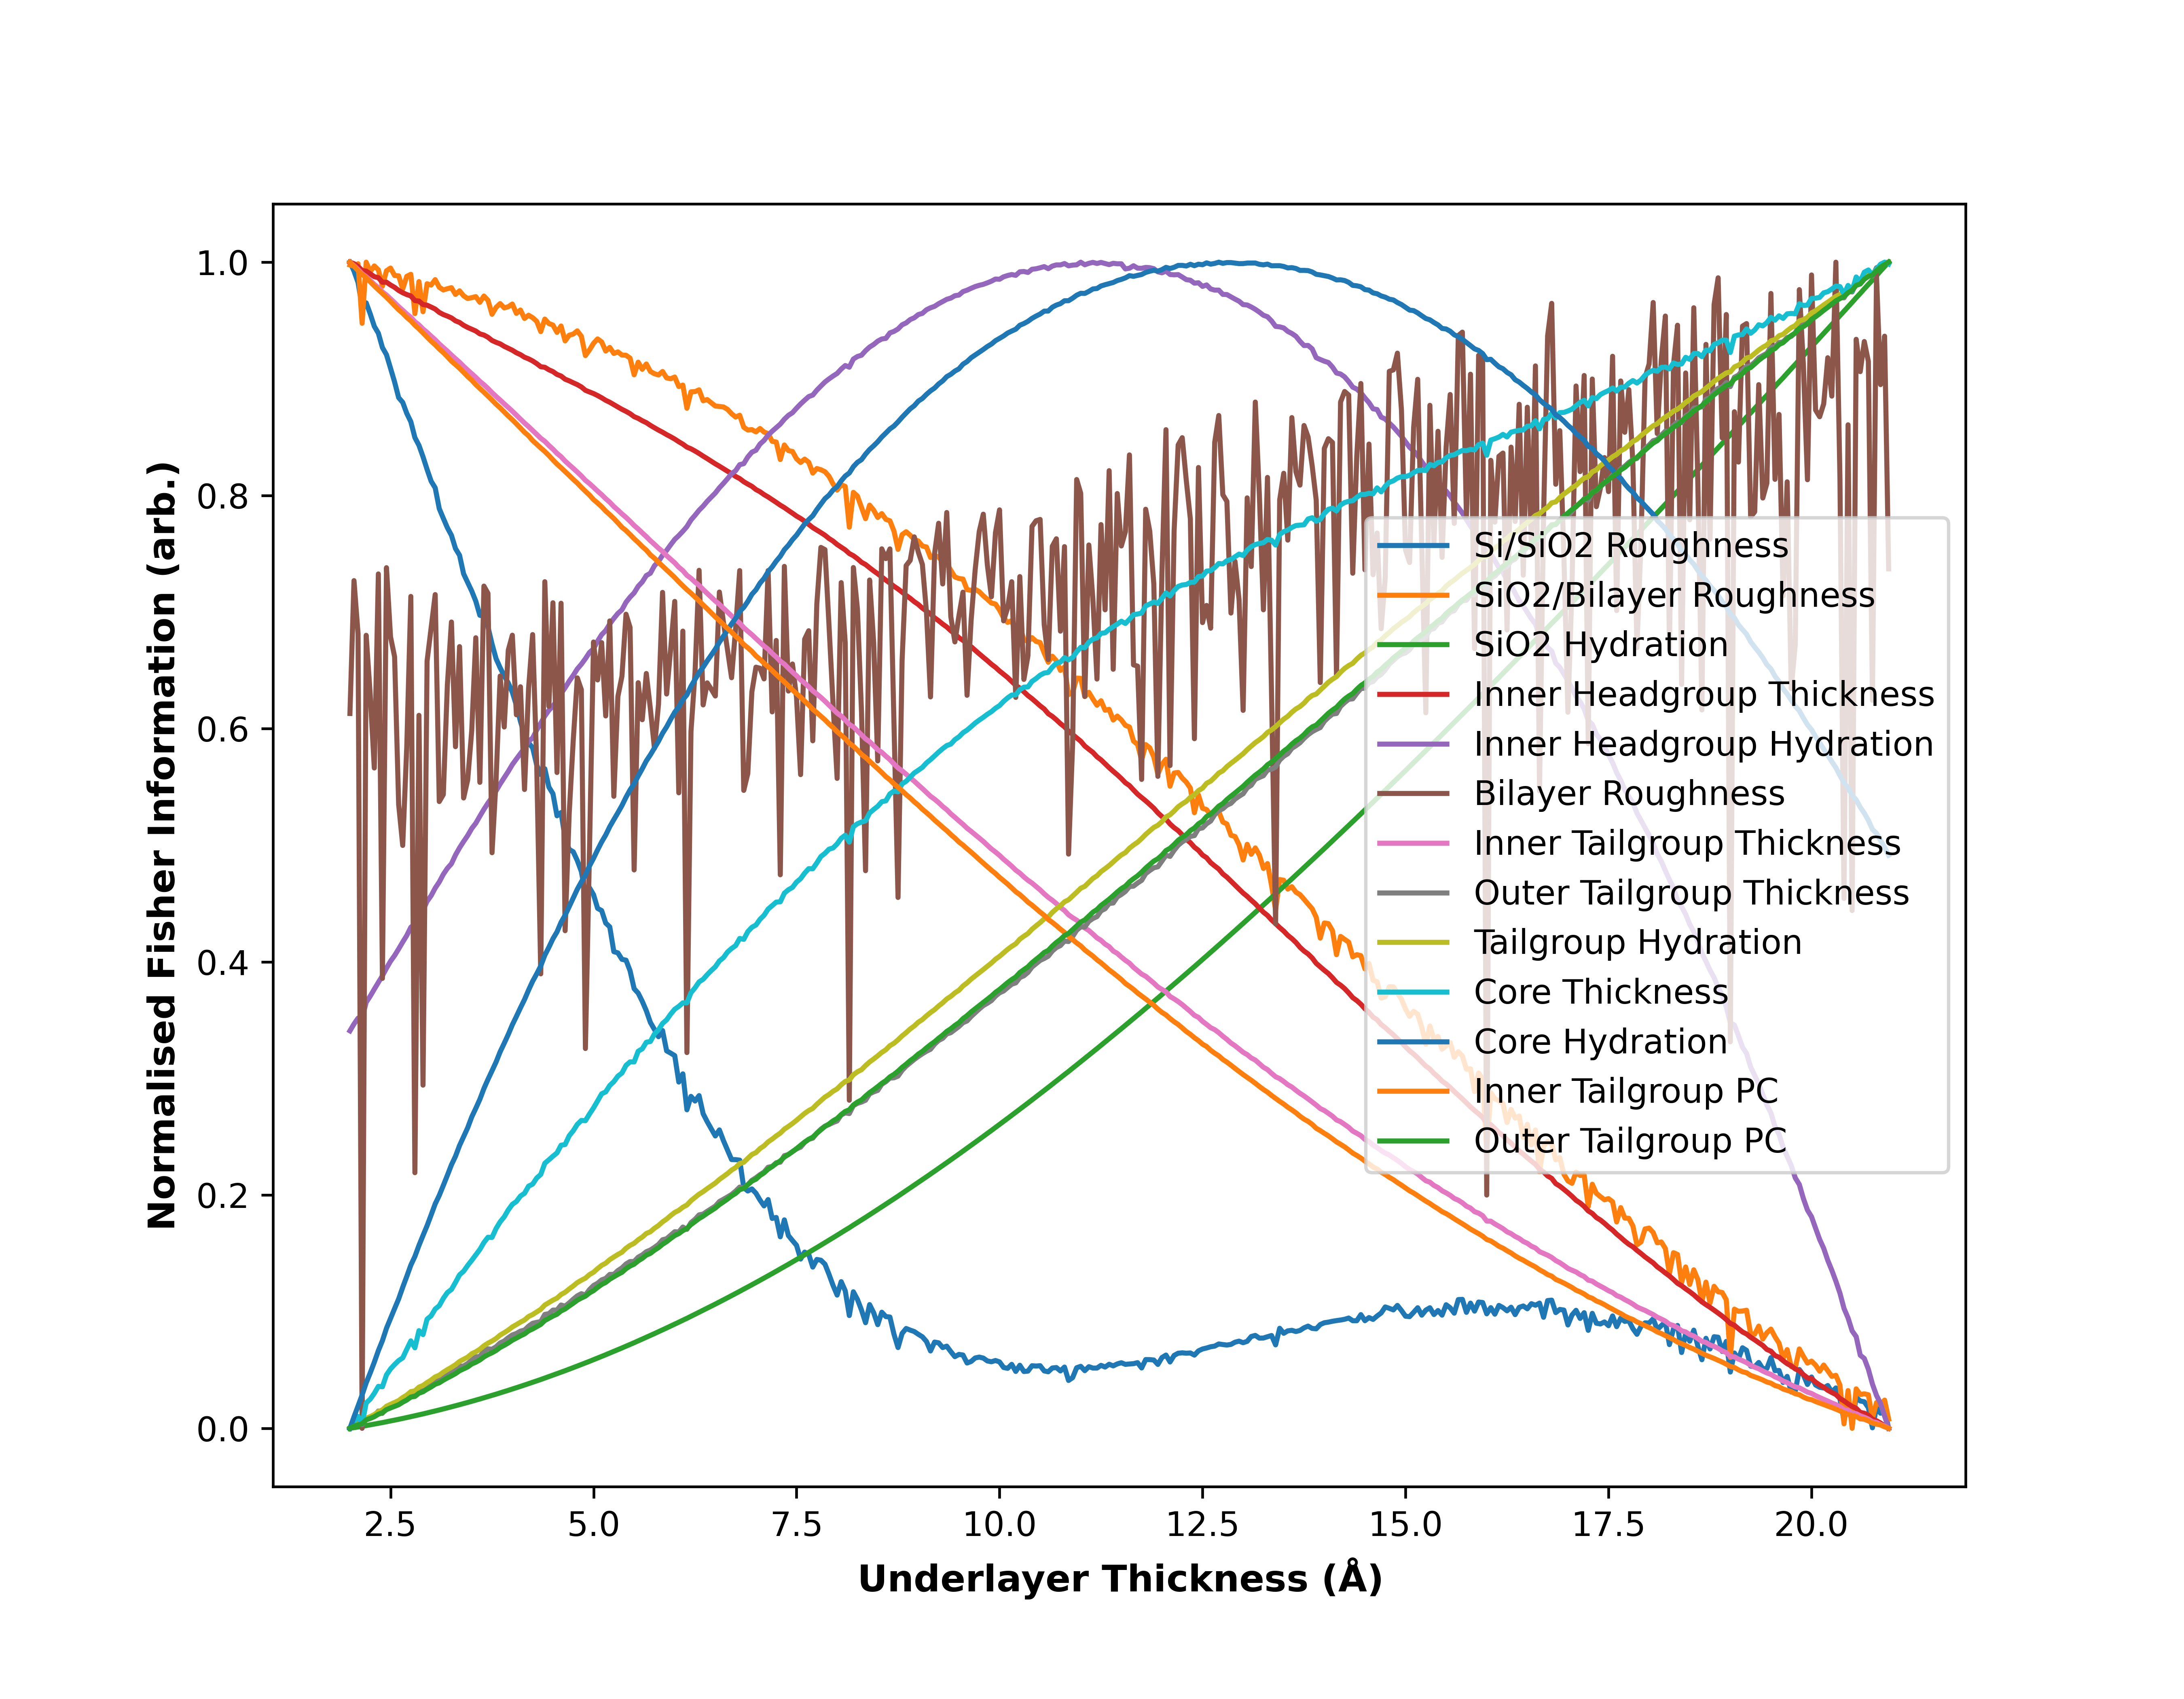 Normalised Fisher Information (arb.)
1.0
0.8
0.6
0.4
0.2
0.0
Si/SiO2 Roughness
SiO2/Bilayer Roughness
SiO2 Hydration
Inner Headgroup Thickness
Inner Headgroup Hydration
Bilayer Roughness
Inner Tailgroup Thickness
Outer Tailgroup Thickness
Tailgroup Hydration
Core Thickness
Core Hydration
Inner Tailgroup PC
Outer Tailgroup PC
2.5 5.0 7.5 10.0 12.5 15.0 17.5 20.0
Underlayer Thickness (Å)